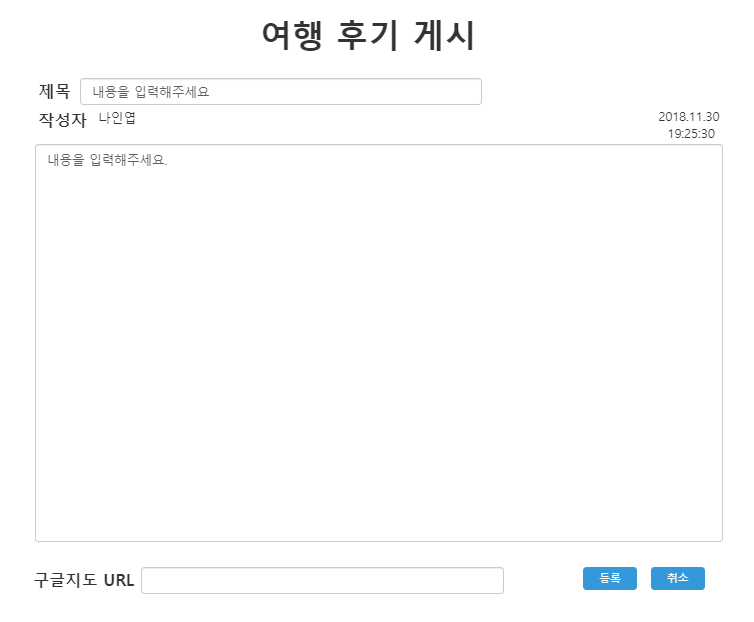 여행 후기 게시
제목 내용을 입력해주세요
작성자 나인엽 2018.11.30
19:25:30
내용을 입력해주세요.
구글지도 URL 등록 취소